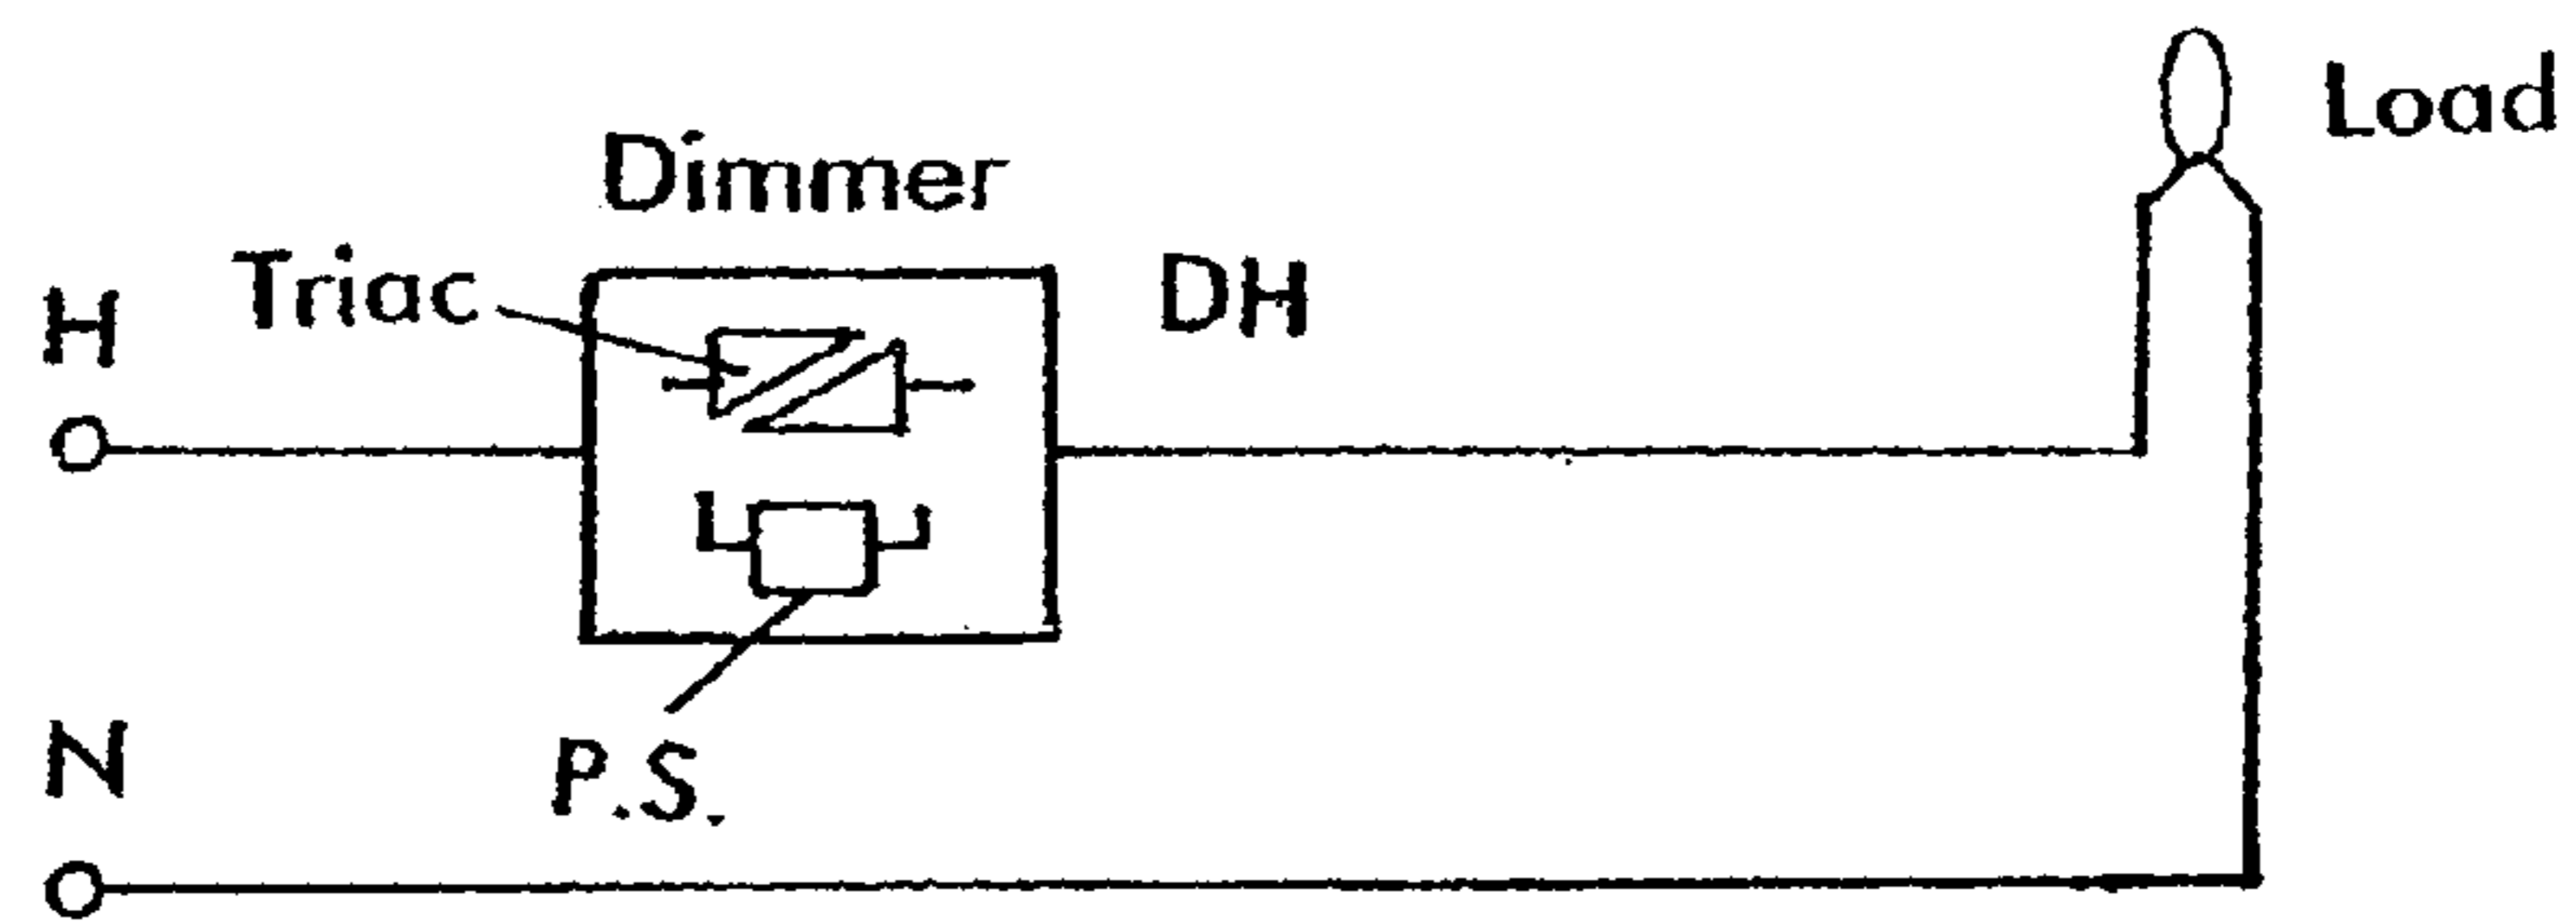 Load
Dimmer
Triac
DH
H
N
P.S.